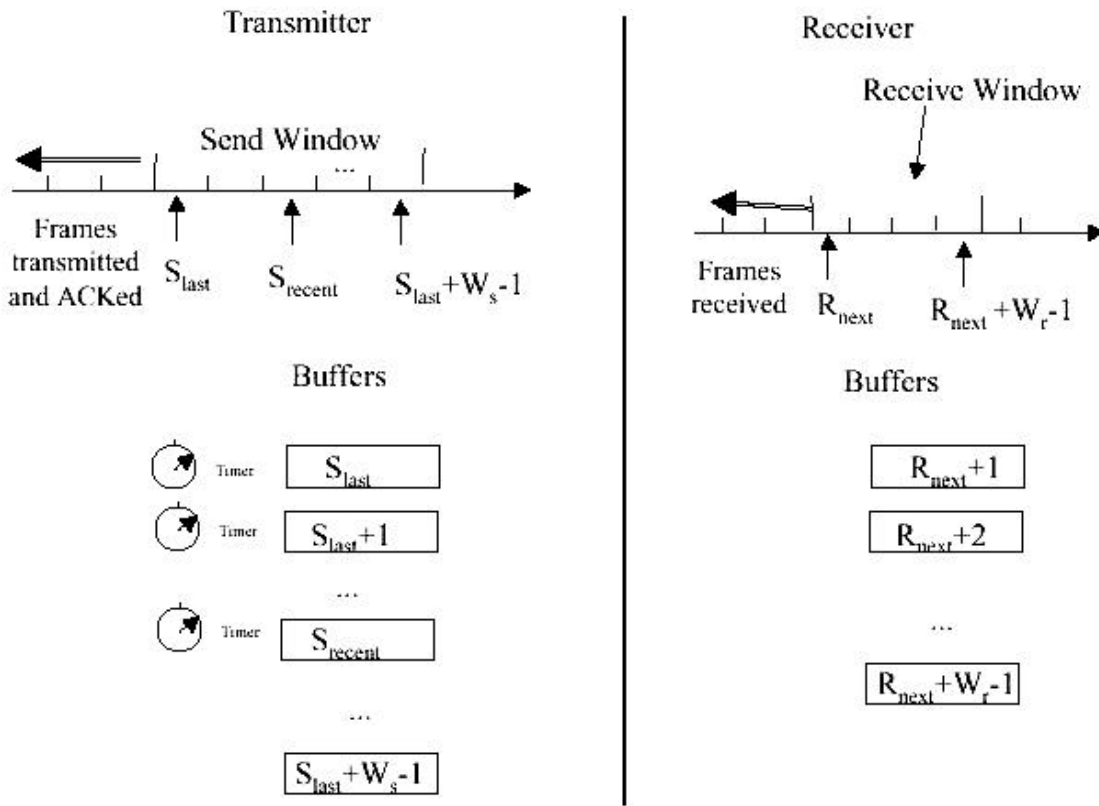 Transmitter
Send Window
...
Frames
transmitted
and ACKed
S_last
S_recent
S_last+W_s-1
Buffers
Timer
S_last
Timer
S_last+1
...
Timer
S_recent
...
S_last+W_s-1
Receiver
Receive Window
Frames
received
R_next
R_next +W_r-1
Buffers
R_next+1
R_next+2
...
R_next+W_r-1